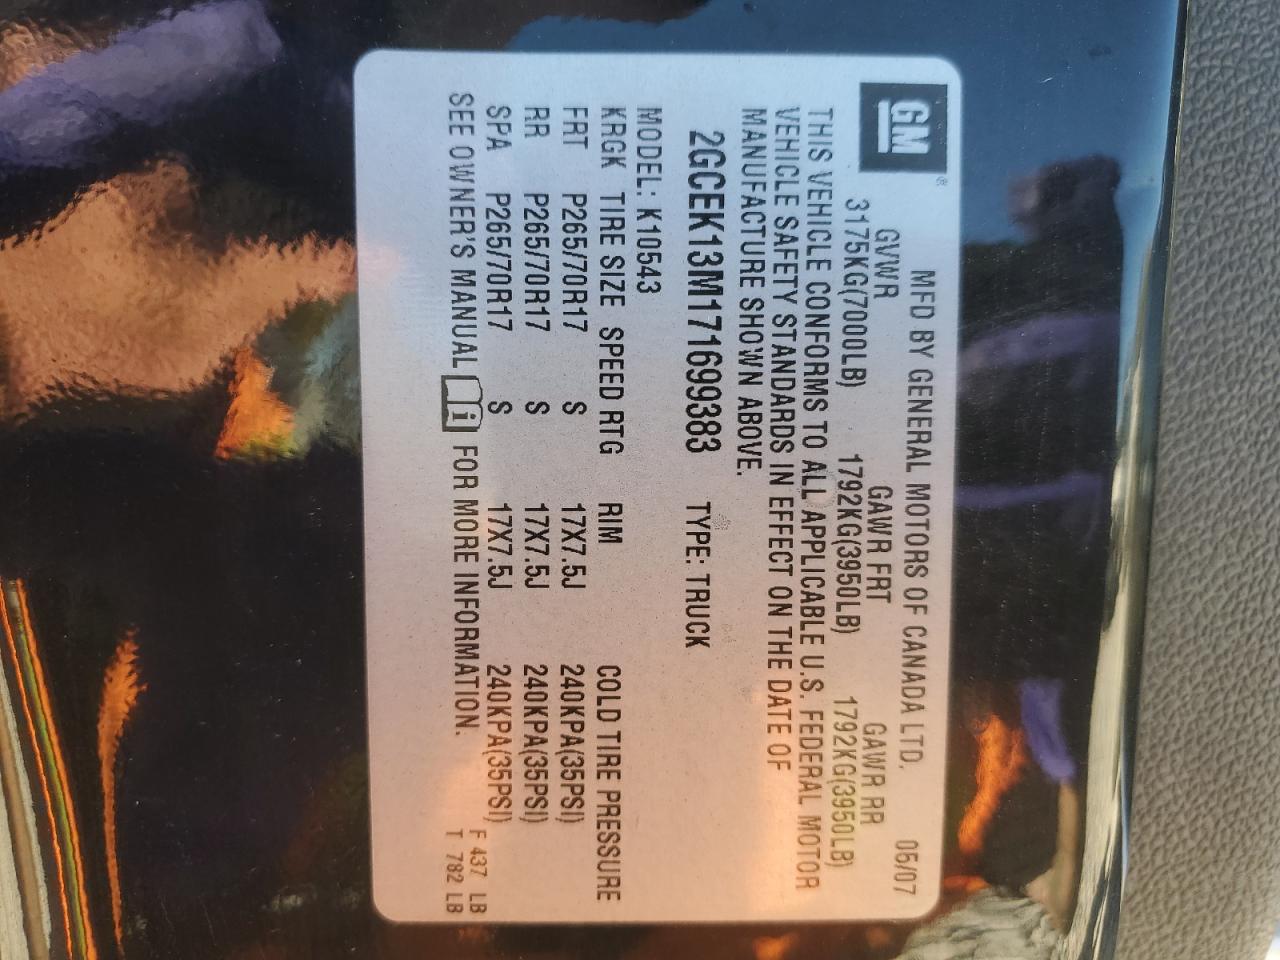 GM®
MFD BY GENERAL MOTORS OF CANADA LTD. 05/07
GVWR GAWR FRT GAWR RR
3175KG(7000LB) 1792KG(3950LB) 1792KG(3950LB)
THIS VEHICLE CONFORMS TO ALL APPLICABLE U.S. FEDERAL MOTOR
VEHICLE SAFETY STANDARDS IN EFFECT ON THE DATE OF
MANUFACTURE SHOWN ABOVE.
2GCEK13M171699383 TYPE: TRUCK
MODEL: K10543
KRGK TIRE SIZE SPEED RTG RIM COLD TIRE PRESSURE
FRT P265/70R17 S 17X7.5J 240KPA(35PSI)
RR P265/70R17 S 17X7.5J 240KPA(35PSI)
SPA P265/70R17 S 17X7.5J 240KPA(35PSI)
SEE OWNER'S MANUAL i FOR MORE INFORMATION.
F 437 LB
T 782 LB